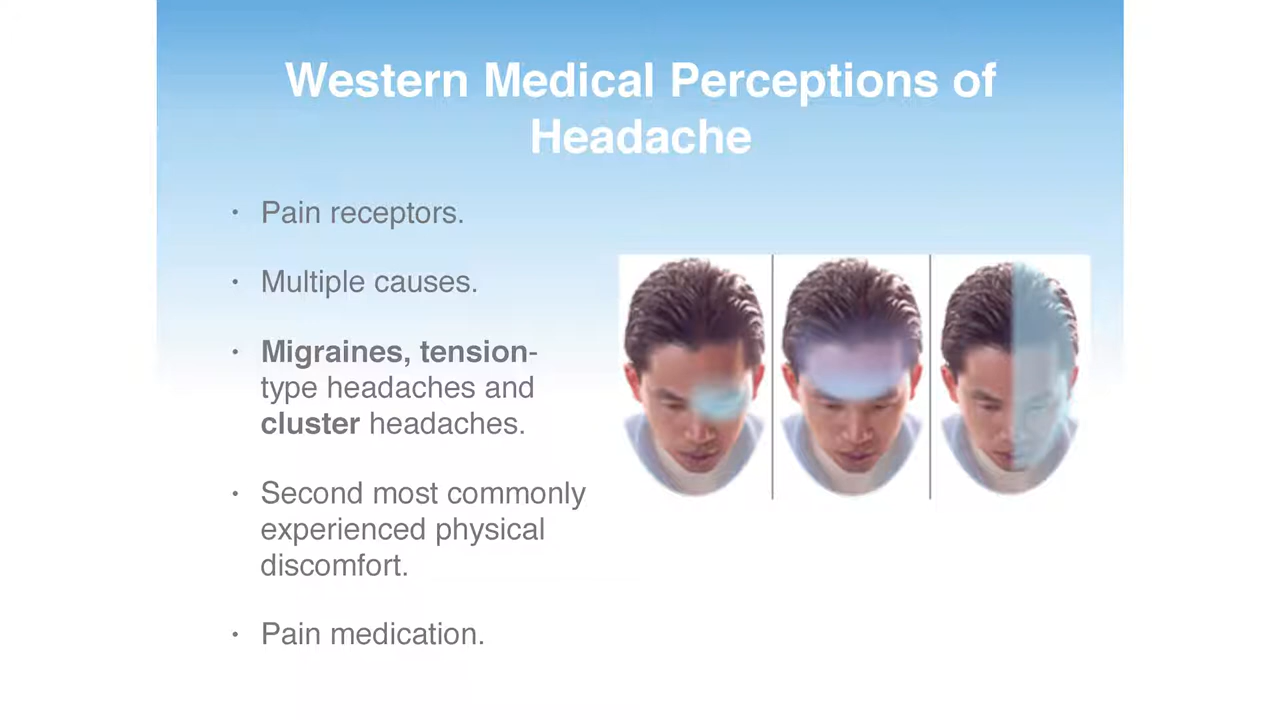 Western Medical Perceptions of
Headache
• Pain receptors.
• Multiple causes.
• Migraines, tension-
type headaches and
cluster headaches.
• Second most commonly
experienced physical
discomfort.
• Pain medication.